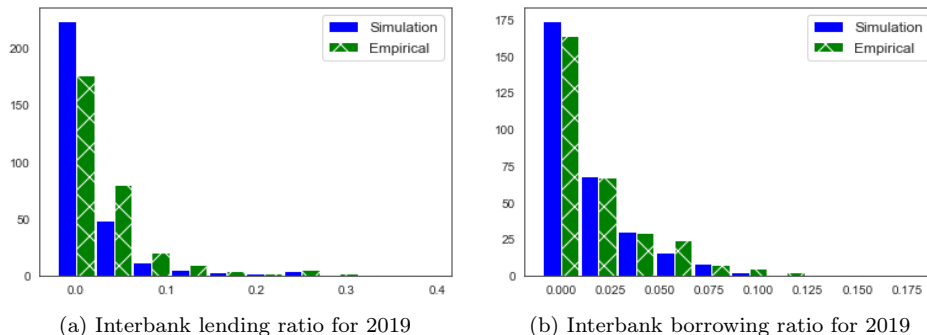 Simulation
Empirical
200
150
100
50
0
0.0 0.1 0.2 0.3 0.4
(a) Interbank lending ratio for 2019
Simulation
Empirical
175
150
125
100
75
50
25
0
0.000 0.025 0.050 0.075 0.100 0.125 0.150 0.175
(b) Interbank borrowing ratio for 2019